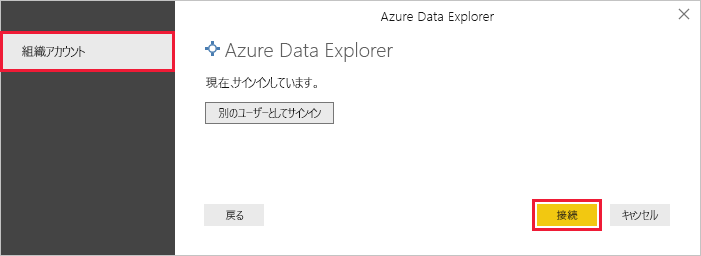 Azure Data Explorer
組織アカウント
Azure Data Explorer
現在、サインインしています。
別のユーザーとしてサインイン
戻る
接続
キャンセル